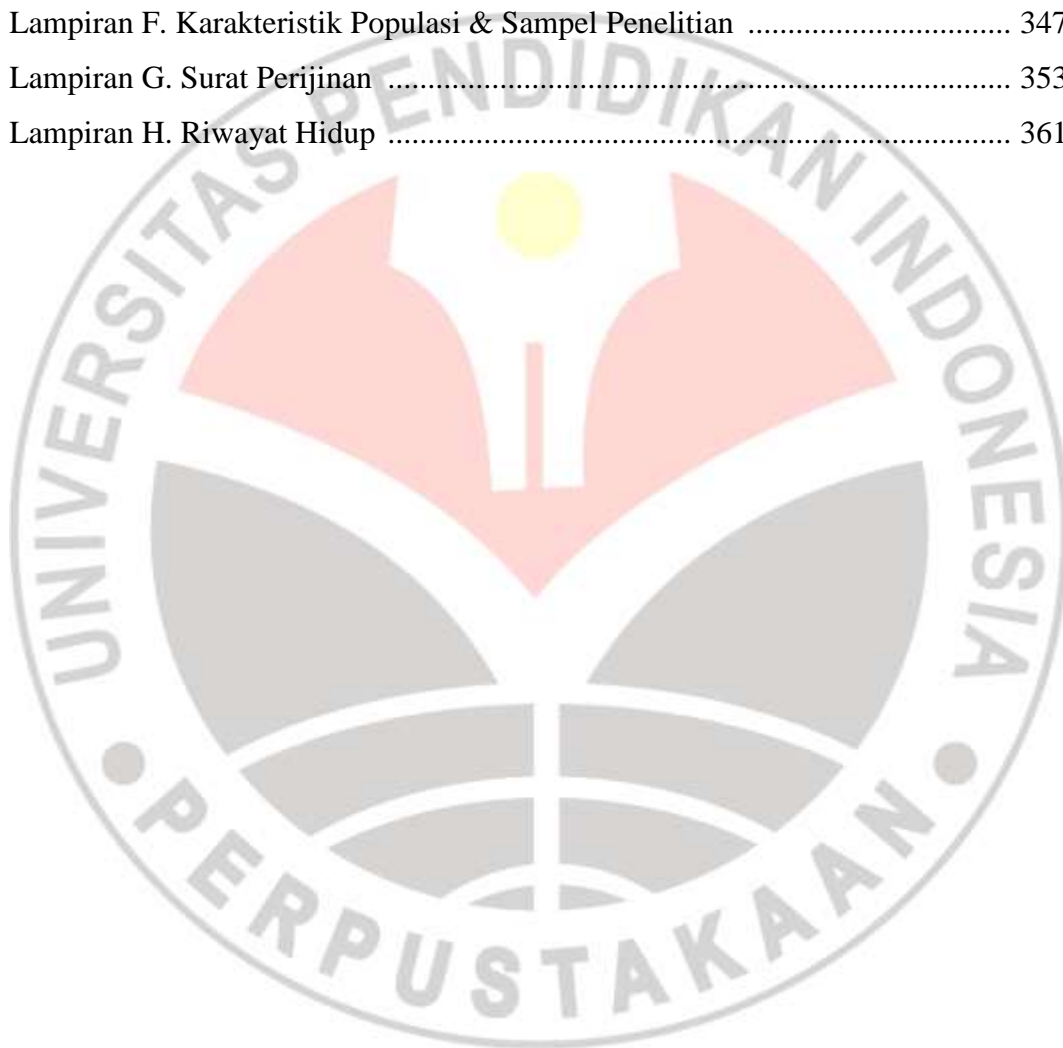 Lampiran F. Karakteristik Populasi & Sampel Penelitian ................................ 347
Lampiran G. Surat Perijinan ............................................................................ 353
Lampiran H. Riwayat Hidup ............................................................................ 361
UNIVERSITAS PENDIDIKAN INDONESIA
PERPUSTAKAAN